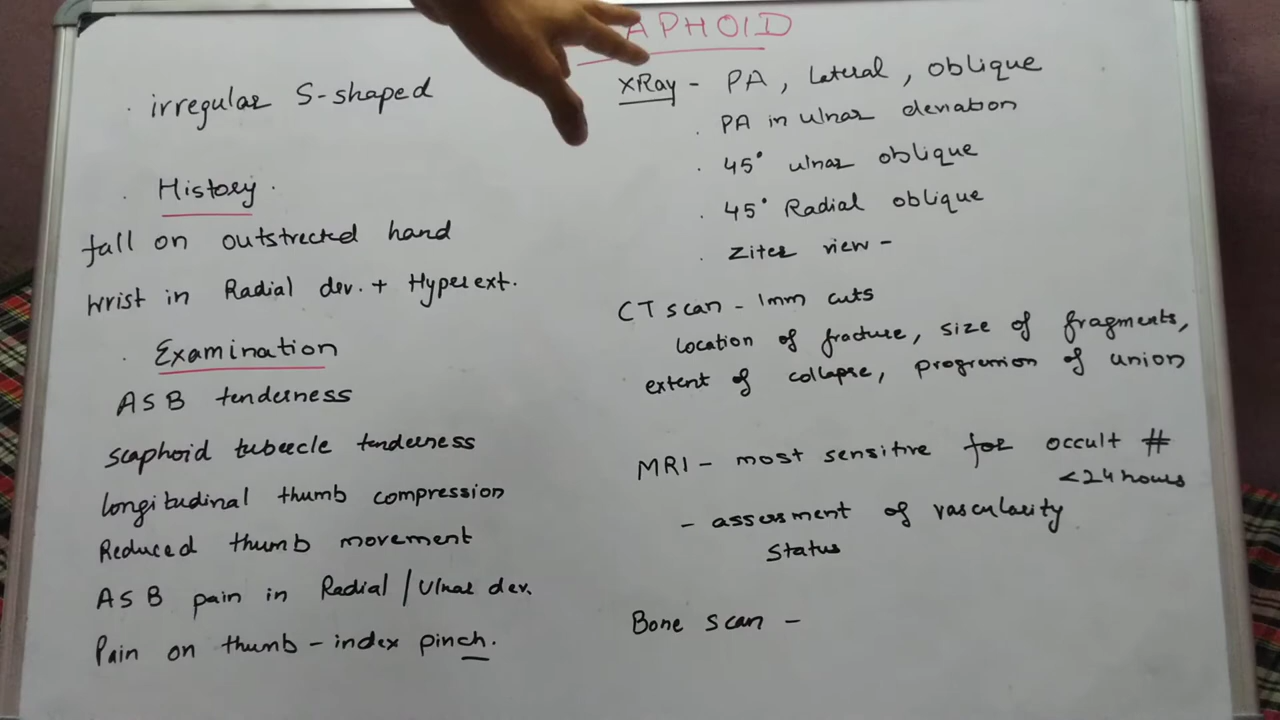 APHOID
. irregular S-shaped
. History.
fall on outstrected hand
wrist in Radial dev. + Hyperext.
. Examination
ASB tenderness
scaphoid tubercle tenderness
longitudinal thumb compression
Reduced thumb movement
ASB pain in Radial / Ulnar dev.
Pain on thumb - index pinch.
XRay - PA, Lateral, oblique
. PA in ulnar deviation
. 45° ulnar oblique
. 45° Radial oblique
. Ziter view -
CT scan - 1mm cuts
location of fracture, size of fragments,
extent of collapse, progression of union
MRI - most sensitive for occult #
<24 hours
- assessment of vascularity
status
Bone scan -